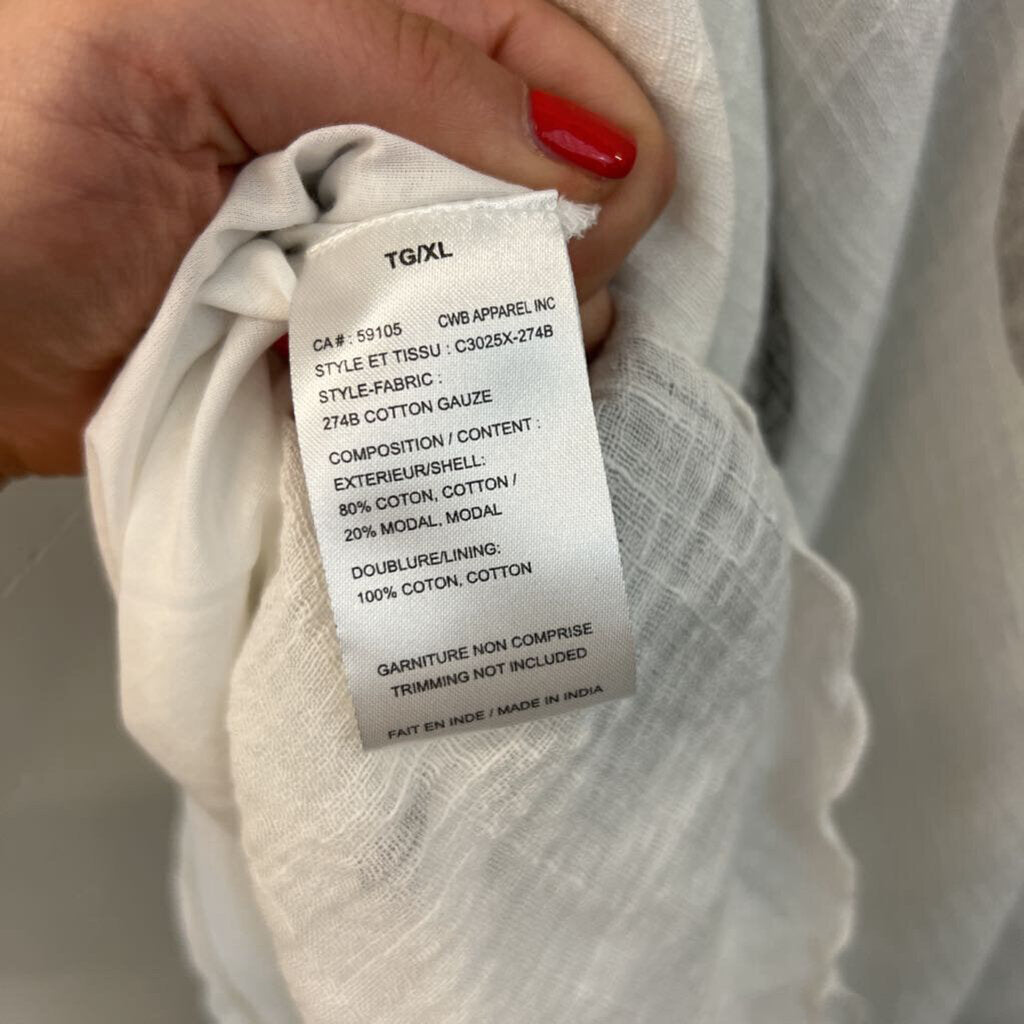 TG/XL
CA # : 59105 CWB APPAREL INC
STYLE ET TISSU : C3025X-274B
STYLE-FABRIC :
274B COTTON GAUZE
COMPOSITION / CONTENT :
EXTERIEUR/SHELL:
80% COTON, COTTON /
20% MODAL, MODAL
DOUBLURE/LINING:
100% COTON, COTTON
GARNITURE NON COMPRISE
TRIMMING NOT INCLUDED
FAIT EN INDE / MADE IN INDIA